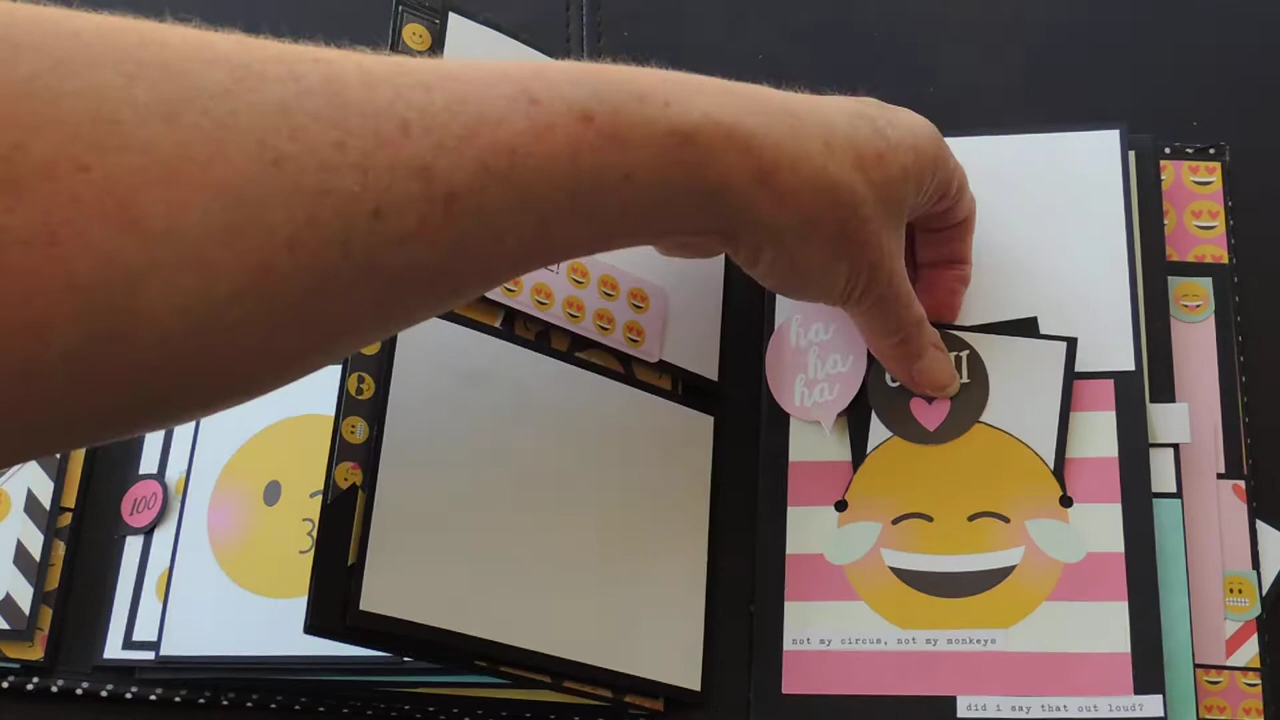 ha
ha
ha
100
not my circus, not my monkeys
did i say that out loud?